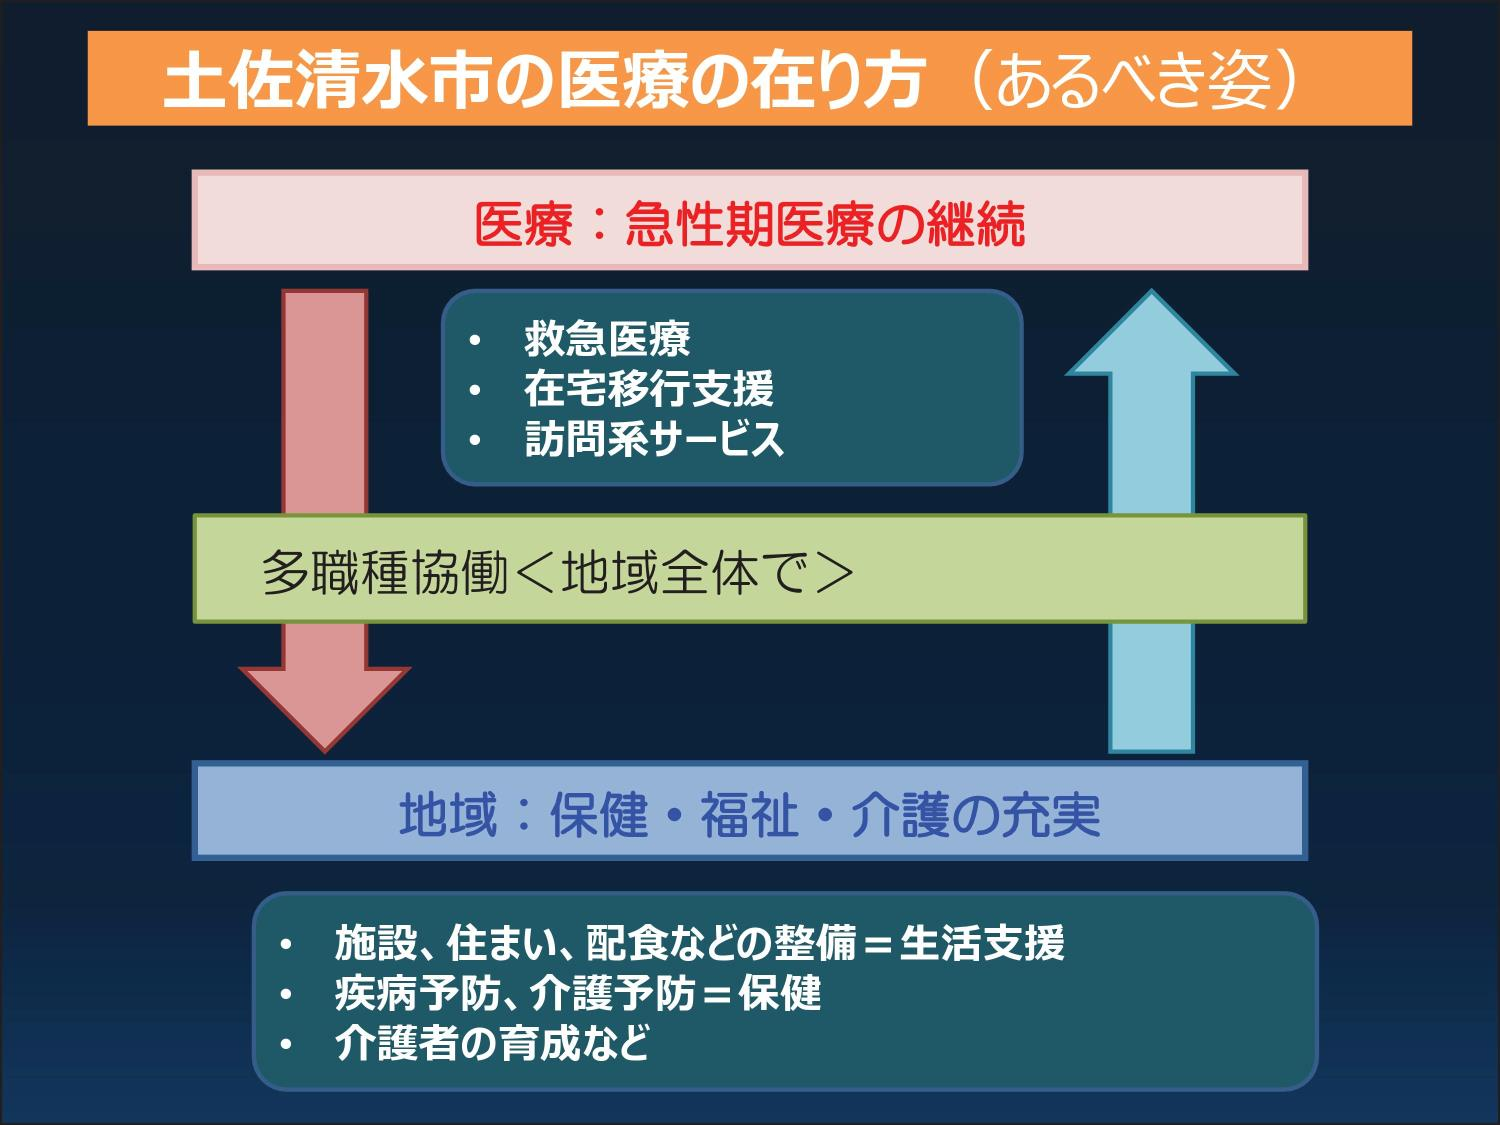 土佐清水市の医療の在り方（あるべき姿）
医療：急性期医療の継続
• 救急医療
• 在宅移行支援
• 訪問系サービス
多職種協働＜地域全体で＞
地域：保健・福祉・介護の充実
• 施設、住まい、配食などの整備＝生活支援
• 疾病予防、介護予防＝保健
• 介護者の育成など